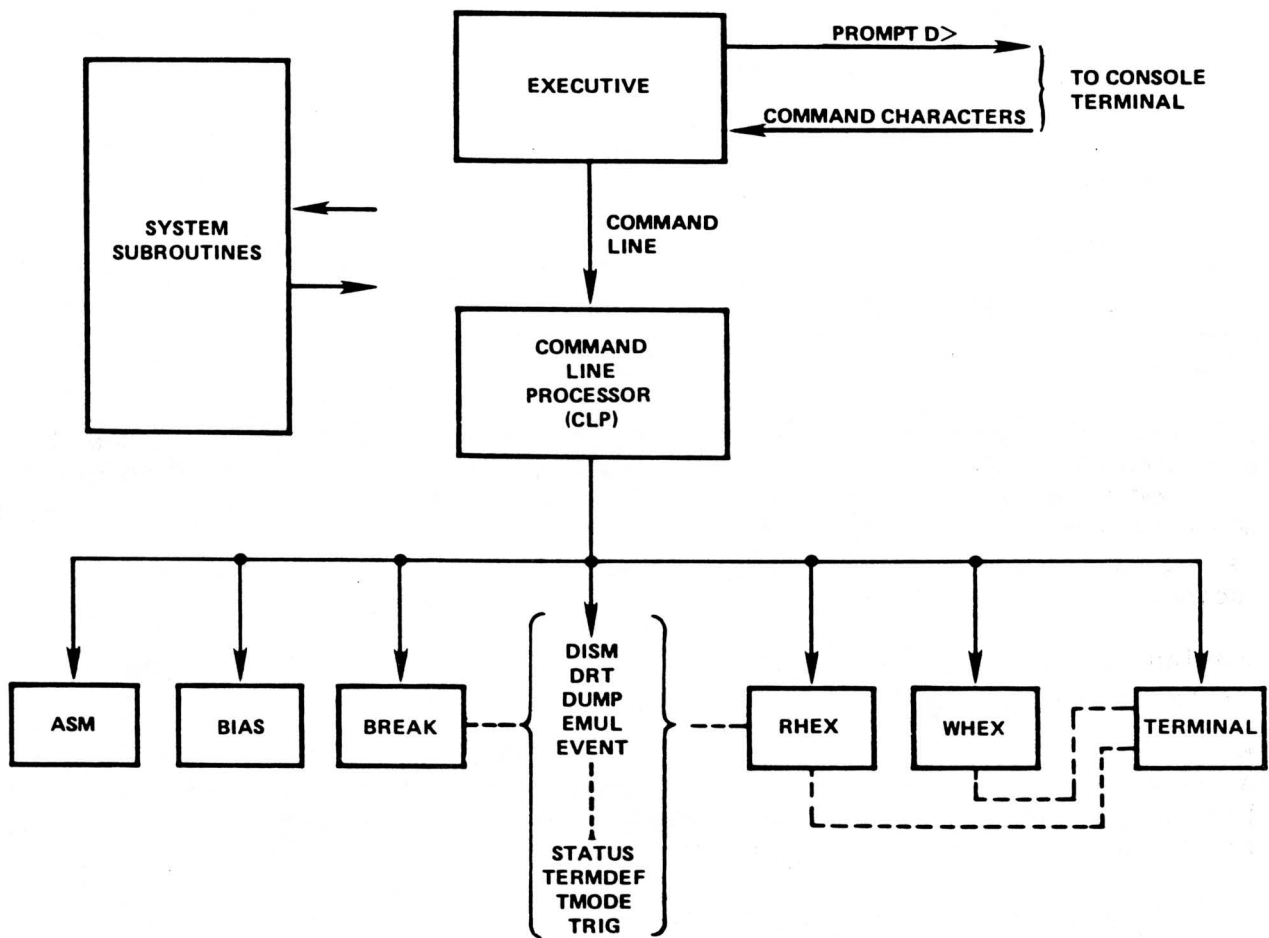 PROMPT D>
EXECUTIVE
TO CONSOLE
TERMINAL
COMMAND CHARACTERS
SYSTEM
SUBROUTINES
COMMAND
LINE
COMMAND
LINE
PROCESSOR
(CLP)
ASM
BIAS
BREAK
DISM
DRT
DUMP
EMUL
EVENT
STATUS
TERMDEF
TMODE
TRIG
RHEX
WHEX
TERMINAL